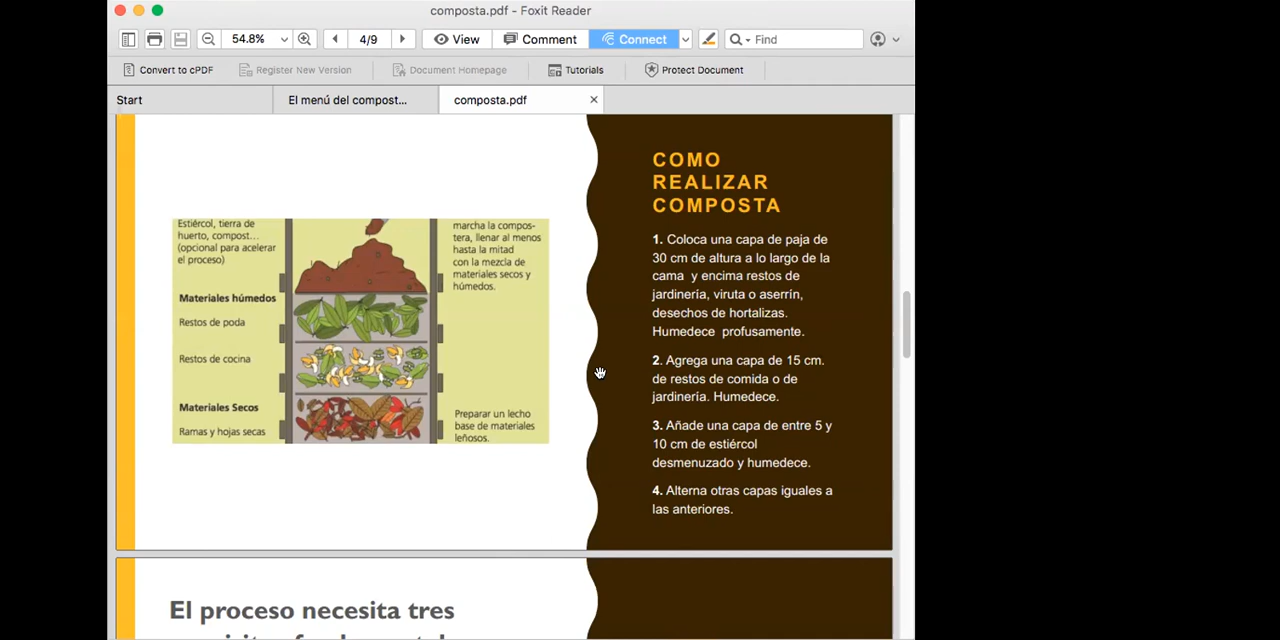 composta.pdf - Foxit Reader
54.8%
4/9
View
Comment
Connect
Find
Convert to cPDF
Register New Version
Document Homepage
Tutorials
Protect Document
Start
El menú del compost...
composta.pdf
Estiércol, tierra de
huerto, compost...
(opcional para acelerar
el proceso)
Materiales húmedos
Restos de poda
Restos de cocina
Materiales Secos
Ramas y hojas secas
marcha la compos-
tera, llenar al menos
hasta la mitad
con la mezcla de
materiales secos y
húmedos.
Preparar un lecho
base de materiales
leñosos.
COMO
REALIZAR
COMPOSTA
1. Coloca una capa de paja de
30 cm de altura a lo largo de la
cama y encima restos de
jardinería, viruta o aserrín,
desechos de hortalizas.
Humedece profusamente.
2. Agrega una capa de 15 cm.
de restos de comida o de
jardinería. Humedece.
3. Añade una capa de entre 5 y
10 cm de estiércol
desmenuzado y humedece.
4. Alterna otras capas iguales a
las anteriores.
El proceso necesita tres